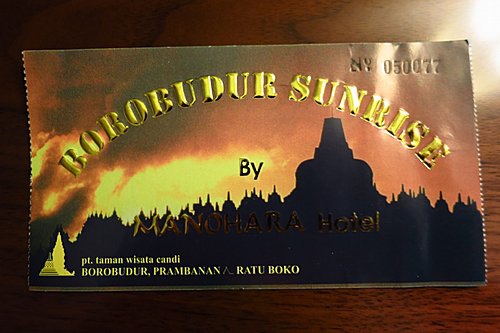 NO 050077
BOROBUDUR SUNRISE
By
MANOHARA Hotel
pt. taman wisata candi
BOROBUDUR, PRAMBANAN & RATU BOKO